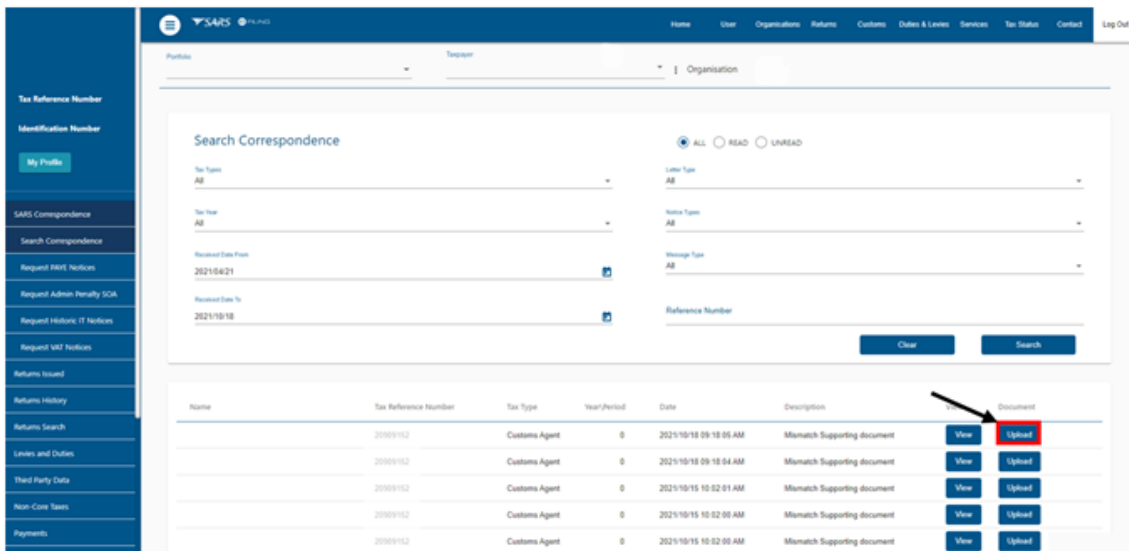 SARS eFILING
Home User Organisations Returns Customs Duties & Levies Services Tax Status Contact Log Out
Portfolio Taxpayer
Organisation
Tax Reference Number
Identification Number
My Profile
SARS Correspondence
Search Correspondence
Request PAYE Notices
Request Admin Penalty SOA
Request Historic IT Notices
Request VAT Notices
Returns Issued
Returns History
Returns Search
Levies and Duties
Third Party Data
Non-Core Taxes
Payments
Search Correspondence
ALL READ UNREAD
Tax Types Letter Type
All All
Tax Year Notice Types
All All
Received Date From Message Type
2021/04/21 All
Received Date To
2021/10/18 Reference Number
Clear Search
Name Tax Reference Number Tax Type Year\Period Date Description Document
20909152 Customs Agent 0 2021/10/18 09:18:05 AM Mismatch Supporting document View Upload
20909152 Customs Agent 0 2021/10/18 09:18:04 AM Mismatch Supporting document View Upload
20909152 Customs Agent 0 2021/10/15 10:02:01 AM Mismatch Supporting document View Upload
20909152 Customs Agent 0 2021/10/15 10:02:00 AM Mismatch Supporting document View Upload
20909152 Customs Agent 0 2021/10/15 10:02:00 AM Mismatch Supporting document View Upload